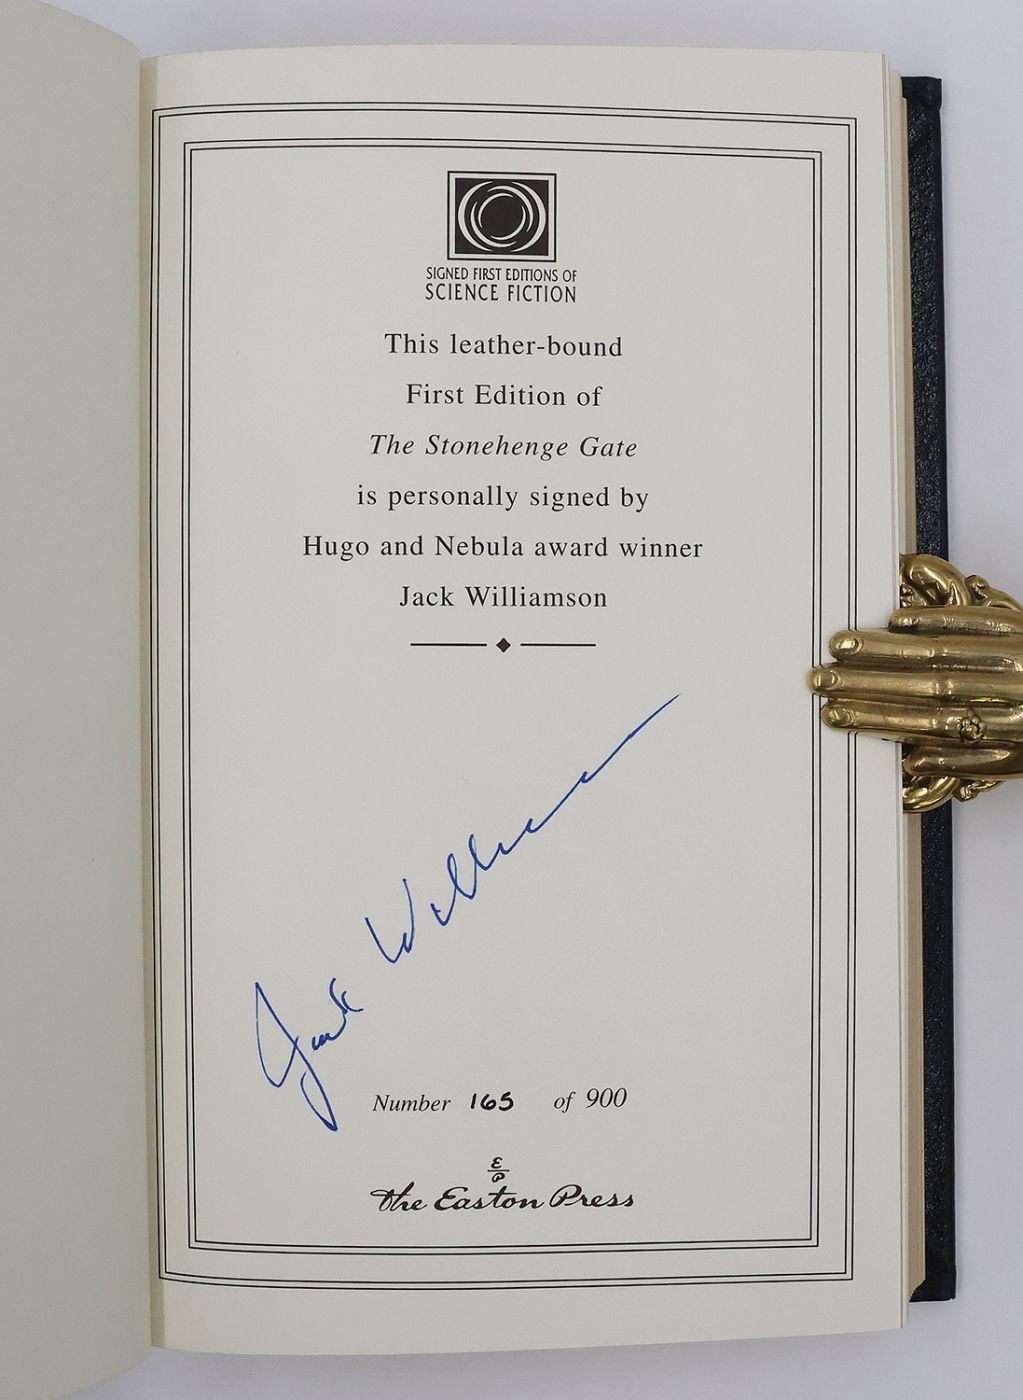 SIGNED FIRST EDITIONS OF
SCIENCE FICTION
This leather-bound
First Edition of
The Stonehenge Gate
is personally signed by
Hugo and Nebula award winner
Jack Williamson
Jack Williamson
Number 165 of 900
E
P
The Easton Press